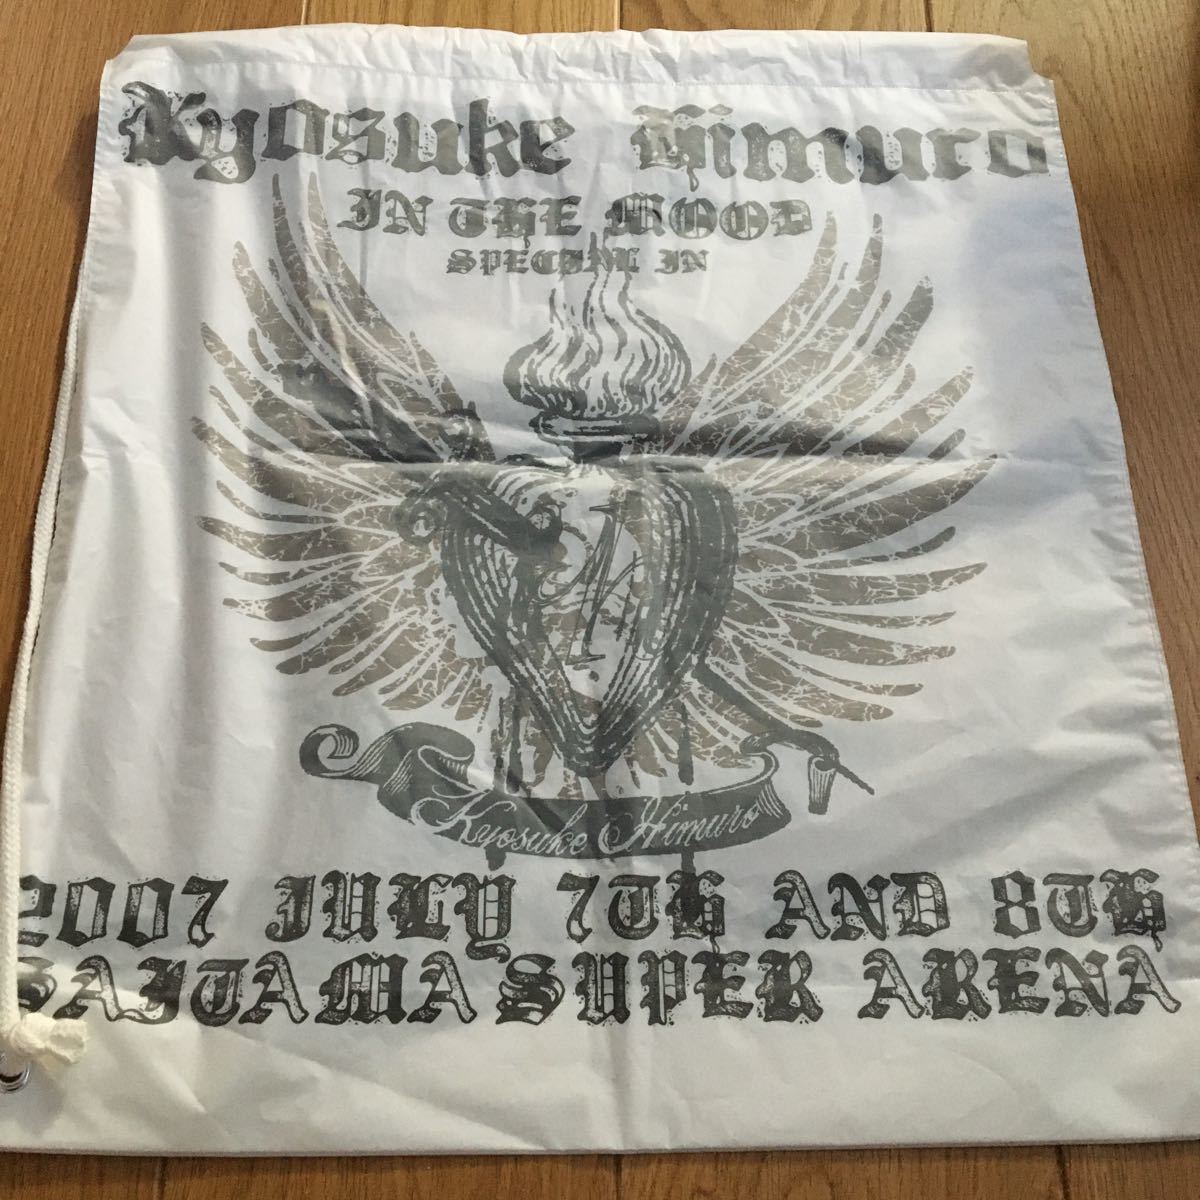 Kyosuke Himuro
IN THE MOOD
SPECIAL IN
Kyosuke Himuro
2007 JULY 7TH AND 8TH
SAITAMA SUPER ARENA